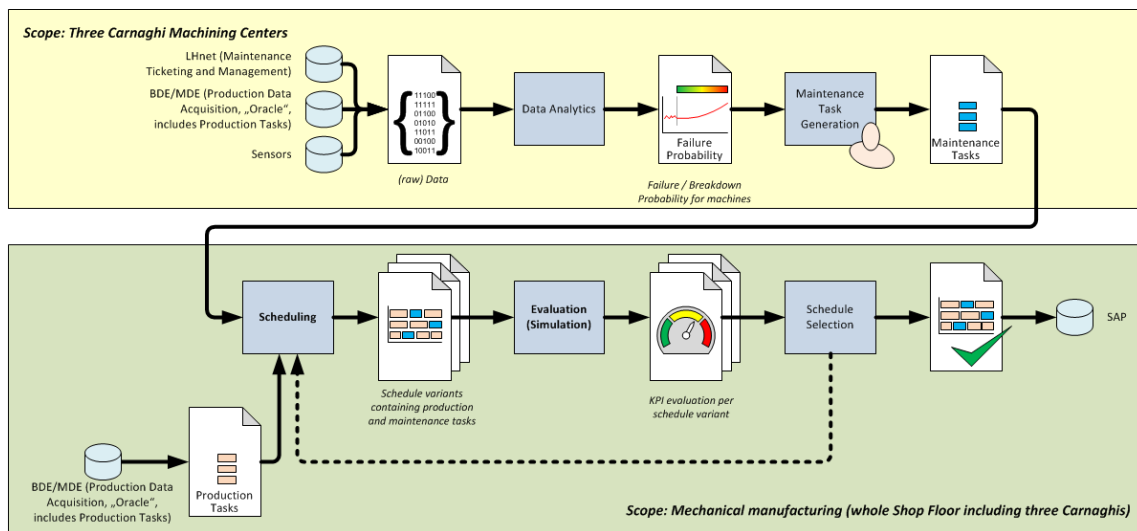 Scope: Three Carnaghi Machining Centers
LHnet (Maintenance
Ticketing and Management)
BDE/MDE (Production Data
Acquisition, „Oracle“,
includes Production Tasks)
Sensors
11100
11111
01100
01010
11011
00100
10011
(raw) Data
Data Analytics
Failure
Probability
Failure / Breakdown
Probability for machines
Maintenance
Task
Generation
Maintenance
Tasks
Scheduling
Schedule variants
containing production
and maintenance tasks
Evaluation
(Simulation)
KPI evaluation per
schedule variant
Schedule
Selection
SAP
BDE/MDE (Production Data
Acquisition, „Oracle“,
includes Production Tasks)
Production
Tasks
Scope: Mechanical manufacturing (whole Shop Floor including three Carnaghis)